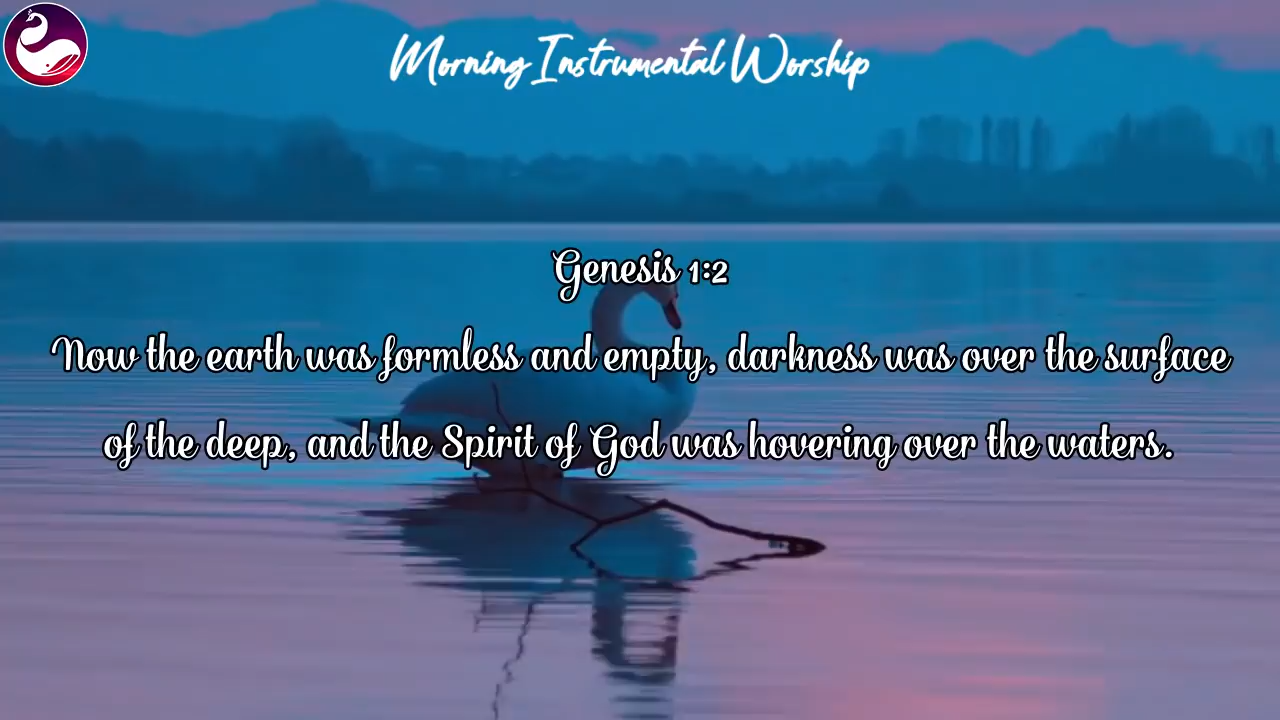 Morning Instrumental Worship
Genesis 1:2
Now the earth was formless and empty, darkness was over the surface
of the deep, and the Spirit of God was hovering over the waters.